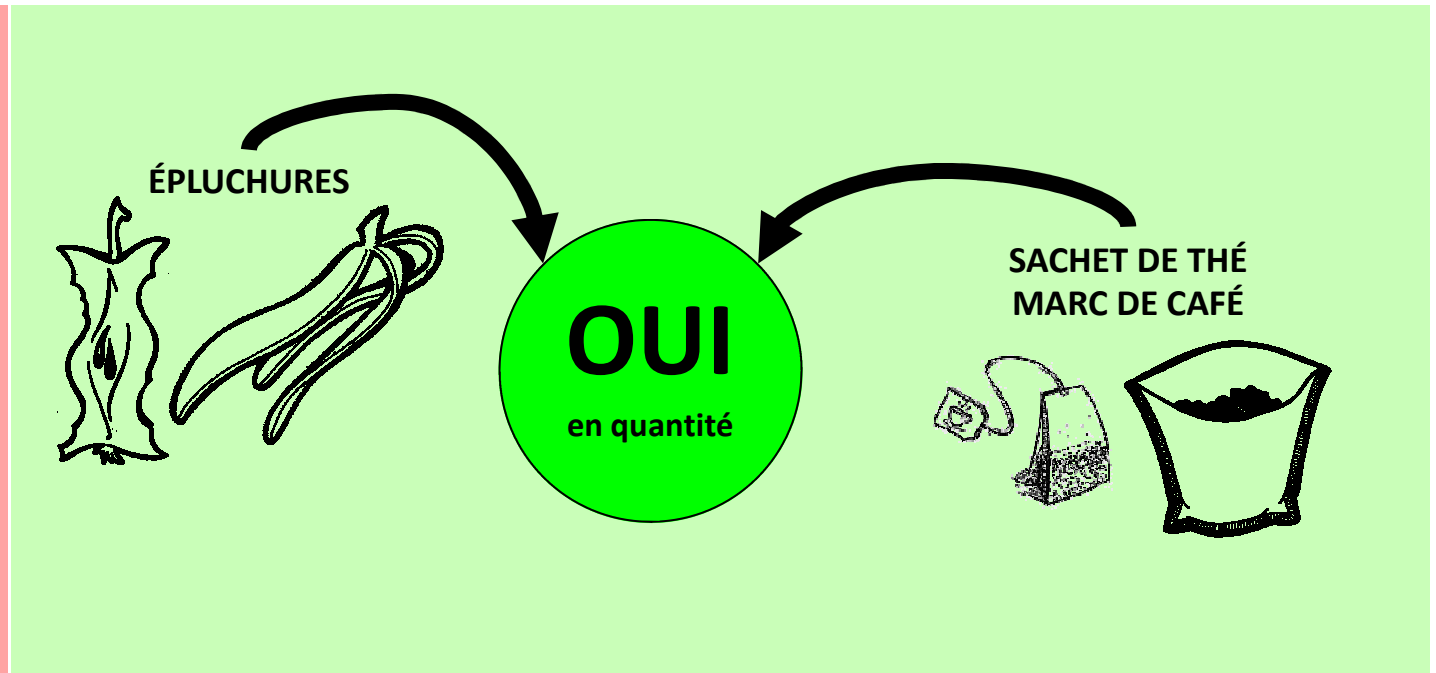 ÉPLUCHURES
SACHET DE THÉ
MARC DE CAFÉ
OUI
en quantité